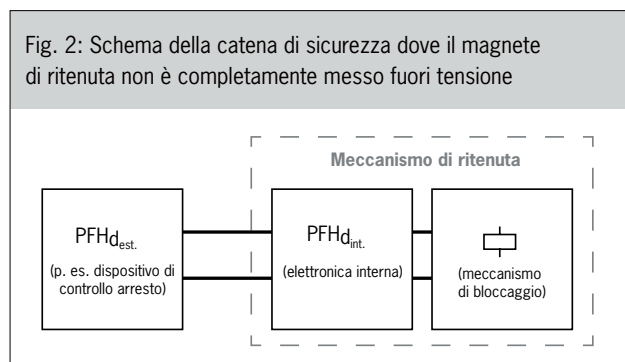 Fig. 2: Schema della catena di sicurezza dove il magnete
di ritenuta non è completamente messo fuori tensione
Meccanismo di ritenuta
PFHdest.
(p. es. dispositivo di
controllo arresto)
PFHdint.
(elettronica interna)
(meccanismo
di bloccaggio)